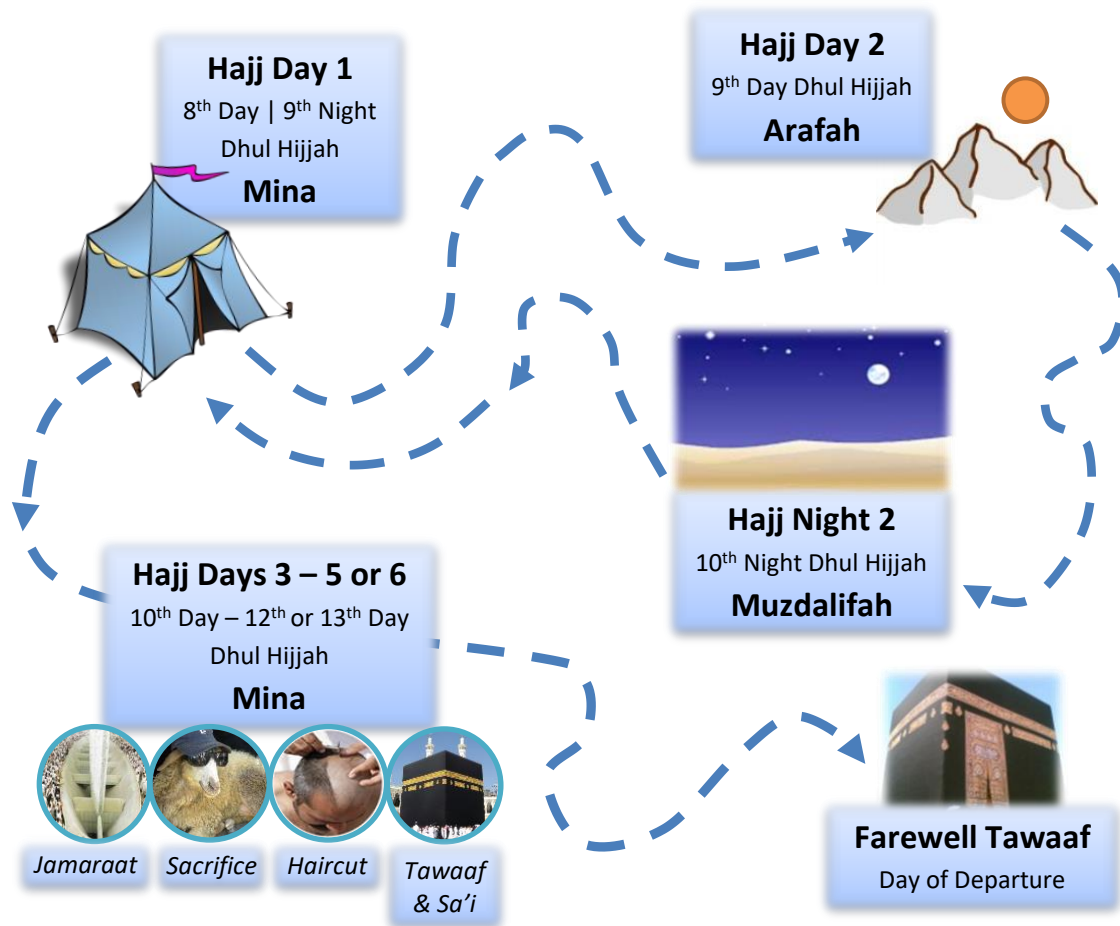 Hajj Day 1
8th Day | 9th Night
Dhul Hijjah
Mina
Hajj Day 2
9th Day Dhul Hijjah
Arafah
Hajj Night 2
10th Night Dhul Hijjah
Muzdalifah
Hajj Days 3 – 5 or 6
10th Day – 12th or 13th Day
Dhul Hijjah
Mina
Jamaraat
Sacrifice
Haircut
Tawaaf
& Sa’i
Farewell Tawaaf
Day of Departure